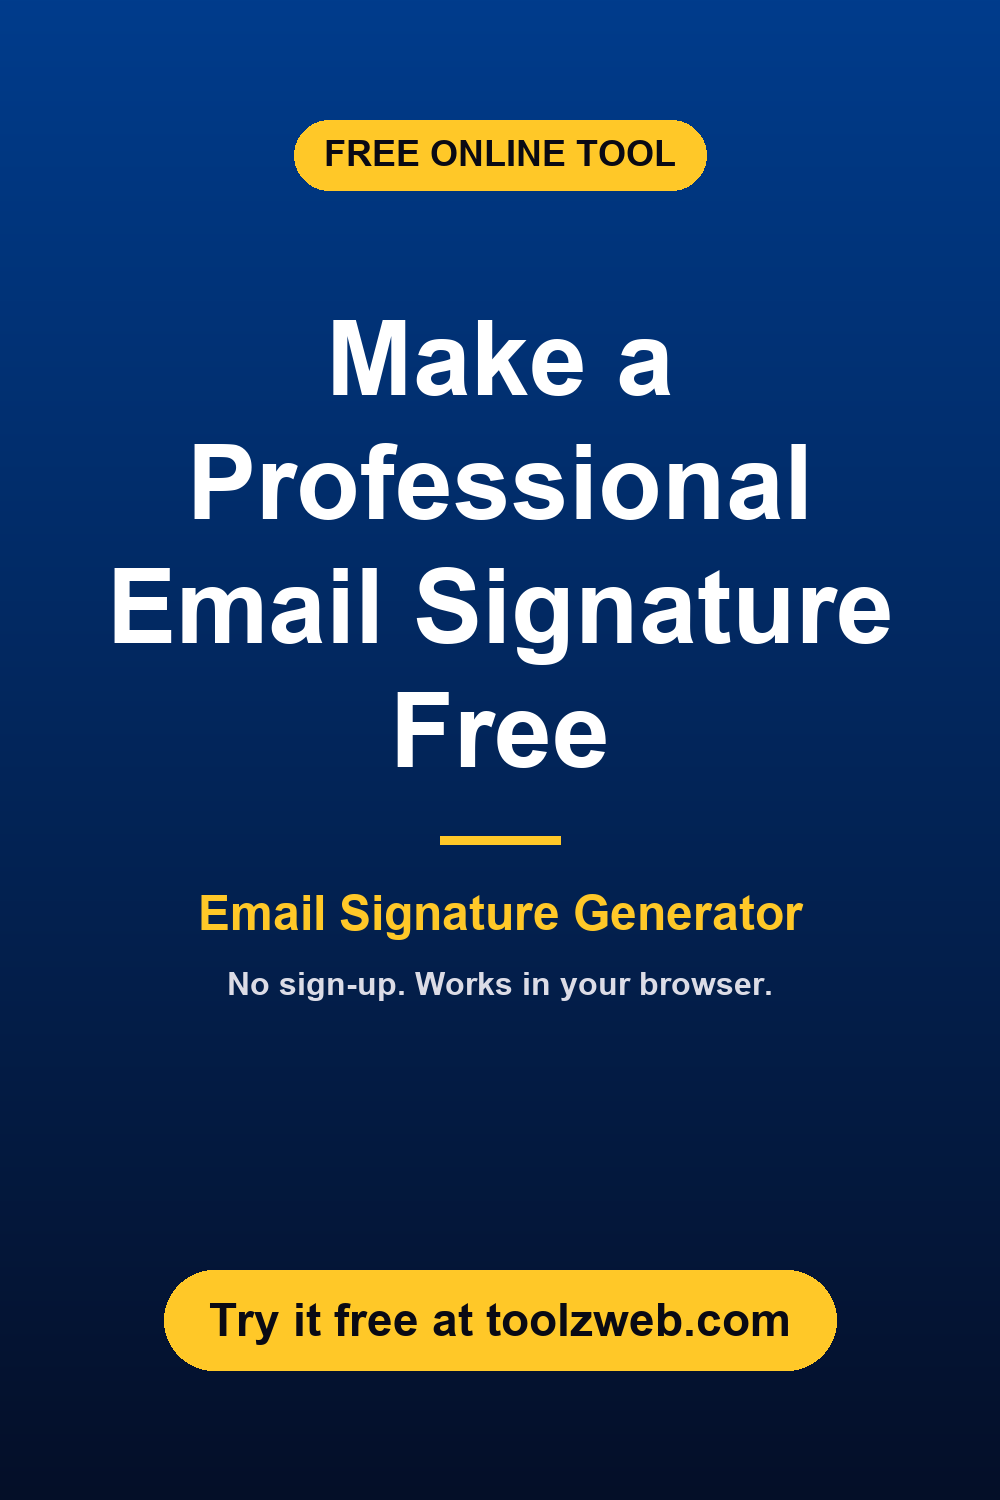 FREE ONLINE TOOL
Make a
Professional
Email Signature
Free
Email Signature Generator
No sign-up. Works in your browser.
Try it free at toolzweb.com